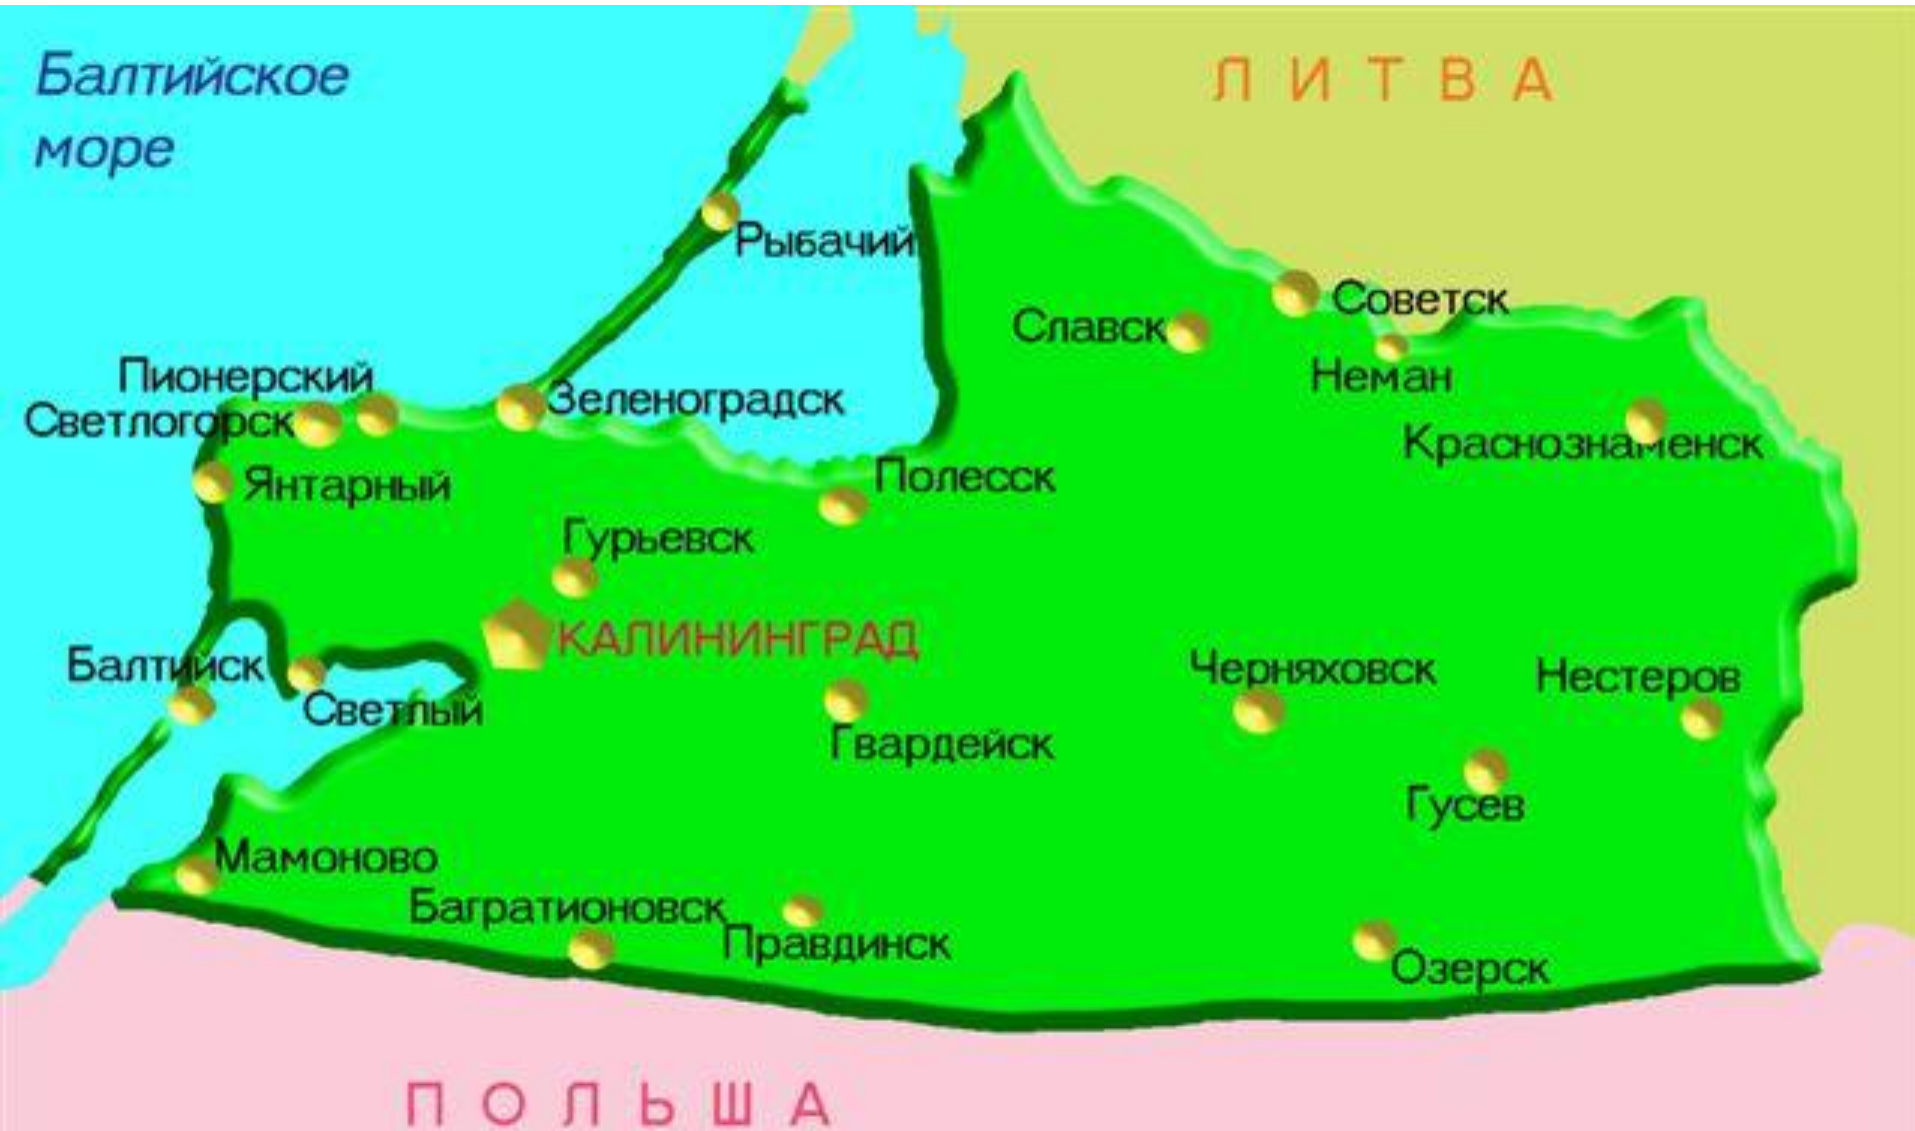 Балтийское
море
ЛИТВА
Рыбачий
Советск
Славск
Неман
Пионерский
Светлогорск
Зеленоградск
Краснознаменск
Янтарный
Полесск
Гурьевск
КАЛИНИНГРАД
Балтийск
Светлый
Черняховск
Нестеров
Гвардейск
Гусев
Мамоново
Багратионовск
Правдинск
Озерск
ПОЛЬША